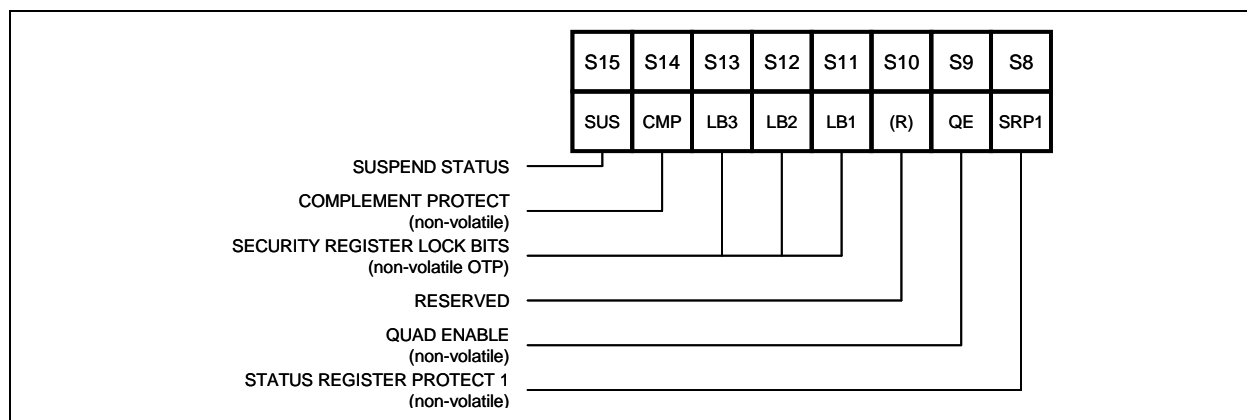 S15 S14 S13 S12 S11 S10 S9 S8
SUS CMP LB3 LB2 LB1 (R) QE SRP1
SUSPEND STATUS
COMPLEMENT PROTECT
(non-volatile)
SECURITY REGISTER LOCK BITS
(non-volatile OTP)
RESERVED
QUAD ENABLE
(non-volatile)
STATUS REGISTER PROTECT 1
(non-volatile)